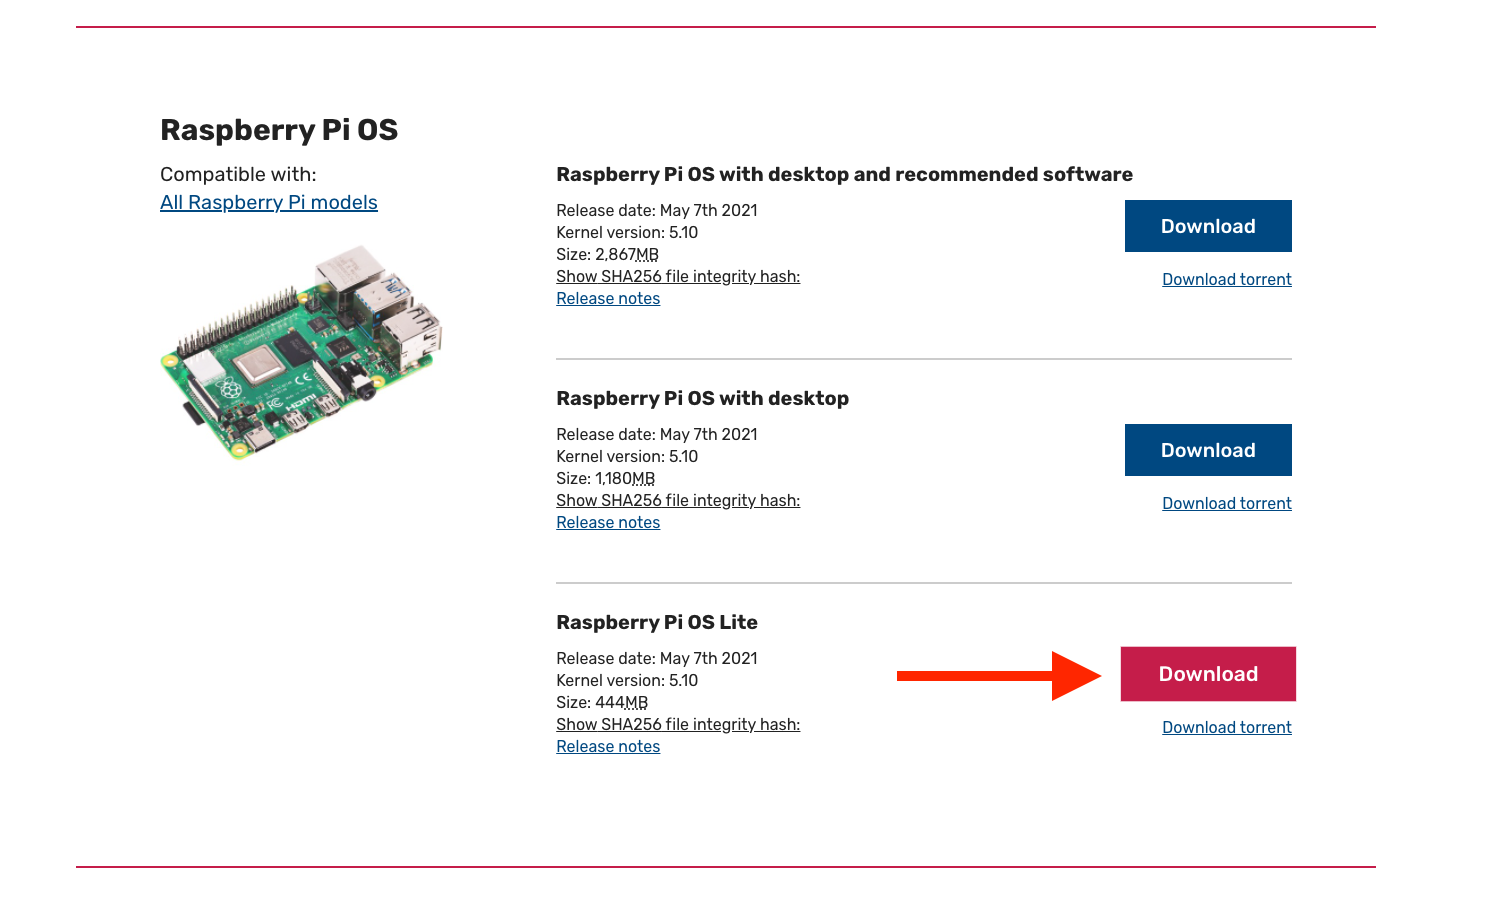 Raspberry Pi OS
Compatible with:
All Raspberry Pi models
HDMI
Raspberry Pi OS with desktop and recommended software
Release date: May 7th 2021
Kernel version: 5.10
Size: 2,867MB
Show SHA256 file integrity hash:
Release notes
Download
Download torrent
Raspberry Pi OS with desktop
Release date: May 7th 2021
Kernel version: 5.10
Size: 1,180MB
Show SHA256 file integrity hash:
Release notes
Download
Download torrent
Raspberry Pi OS Lite
Release date: May 7th 2021
Kernel version: 5.10
Size: 444MB
Show SHA256 file integrity hash:
Release notes
Download
Download torrent